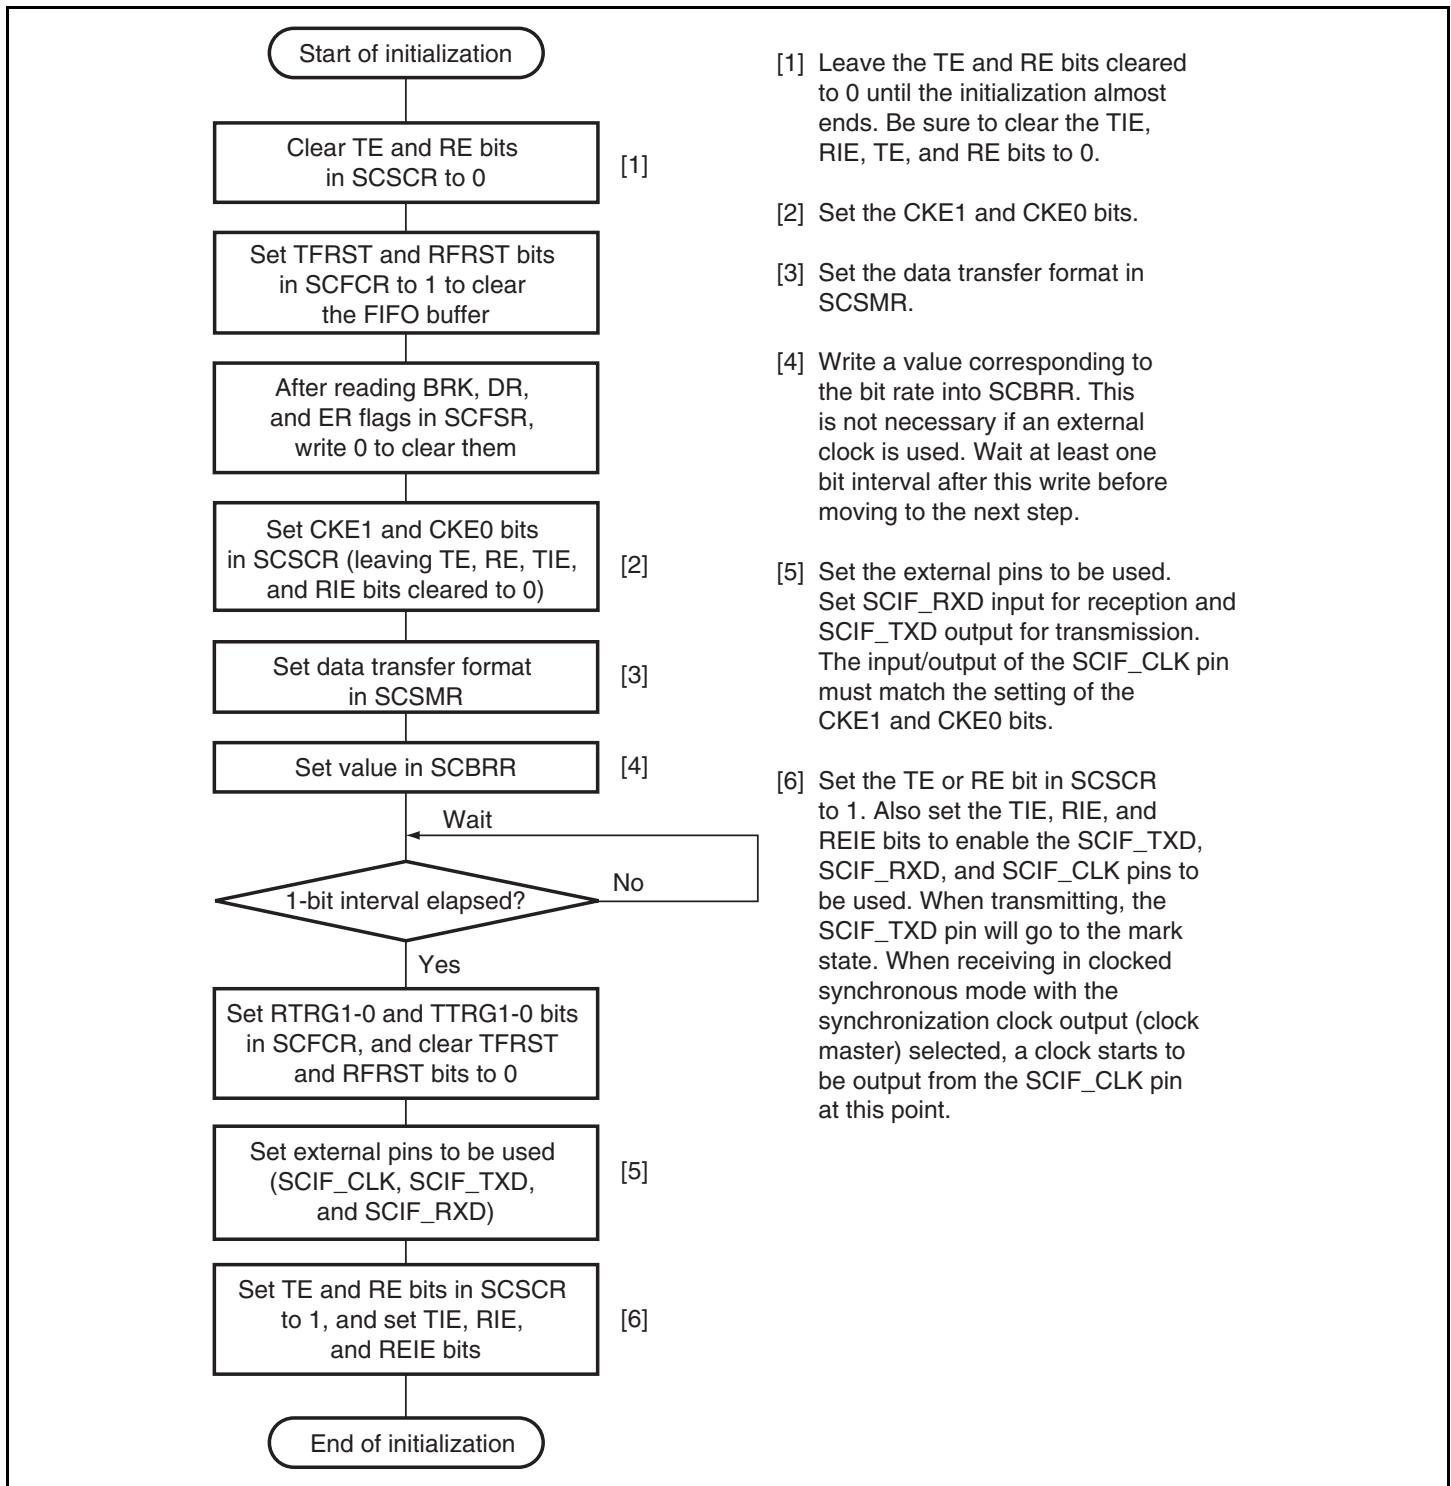 Start of initialization
Clear TE and RE bits
in SCSCR to 0
[1]
Set TFRST and RFRST bits
in SCFCR to 1 to clear
the FIFO buffer
After reading BRK, DR,
and ER flags in SCFSR,
write 0 to clear them
Set CKE1 and CKE0 bits
in SCSCR (leaving TE, RE, TIE,
and RIE bits cleared to 0)
[2]
Set data transfer format
in SCSMR
[3]
Set value in SCBRR
[4]
Wait
1-bit interval elapsed?
No
Yes
Set RTRG1-0 and TTRG1-0 bits
in SCFCR, and clear TFRST
and RFRST bits to 0
Set external pins to be used
(SCIF_CLK, SCIF_TXD,
and SCIF_RXD)
[5]
Set TE and RE bits in SCSCR
to 1, and set TIE, RIE,
and REIE bits
[6]
End of initialization
[1] Leave the TE and RE bits cleared
to 0 until the initialization almost
ends. Be sure to clear the TIE,
RIE, TE, and RE bits to 0.
[2] Set the CKE1 and CKE0 bits.
[3] Set the data transfer format in
SCSMR.
[4] Write a value corresponding to
the bit rate into SCBRR. This
is not necessary if an external
clock is used. Wait at least one
bit interval after this write before
moving to the next step.
[5] Set the external pins to be used.
Set SCIF_RXD input for reception and
SCIF_TXD output for transmission.
The input/output of the SCIF_CLK pin
must match the setting of the
CKE1 and CKE0 bits.
[6] Set the TE or RE bit in SCSCR
to 1. Also set the TIE, RIE, and
REIE bits to enable the SCIF_TXD,
SCIF_RXD, and SCIF_CLK pins to
be used. When transmitting, the
SCIF_TXD pin will go to the mark
state. When receiving in clocked
synchronous mode with the
synchronization clock output (clock
master) selected, a clock starts to
be output from the SCIF_CLK pin
at this point.